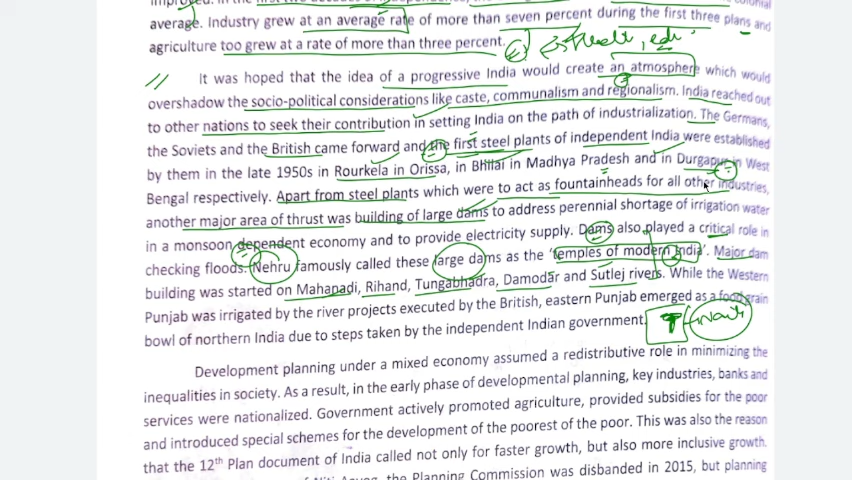 average. Industry grew at an average rate of more than seven percent during the first three plans and
agriculture too grew at a rate of more than three percent.
It was hoped that the idea of a progressive India would create an atmosphere which would
overshadow the socio-political considerations like caste, communalism and regionalism. India reached out
to other nations to seek their contribution in setting India on the path of industrialization. The Germans,
the Soviets and the British came forward and the first steel plants of independent India were established
by them in the late 1950s in Rourkela in Orissa, in Bhilai in Madhya Pradesh and in Durgapur in West
Bengal respectively. Apart from steel plants which were to act as fountainheads for all other industries,
another major area of thrust was building of large dams to address perennial shortage of irrigation water
in a monsoon dependent economy and to provide electricity supply. Dams also played a critical role in
checking floods. Nehru famously called these large dams as the 'temples of modern India'. Major dam
building was started on Mahanadi, Rihand, Tungabhadra, Damodar and Sutlej rivers. While the Western
Punjab was irrigated by the river projects executed by the British, eastern Punjab emerged as a food grain
bowl of northern India due to steps taken by the independent Indian government.
Development planning under a mixed economy assumed a redistributive role in minimizing the
inequalities in society. As a result, in the early phase of developmental planning, key industries, banks and
services were nationalized. Government actively promoted agriculture, provided subsidies for the poor
and introduced special schemes for the development of the poorest of the poor. This was also the reason
that the 12th Plan document of India called not only for faster growth, but also more inclusive growth.
the Planning Commission was disbanded in 2015, but planning